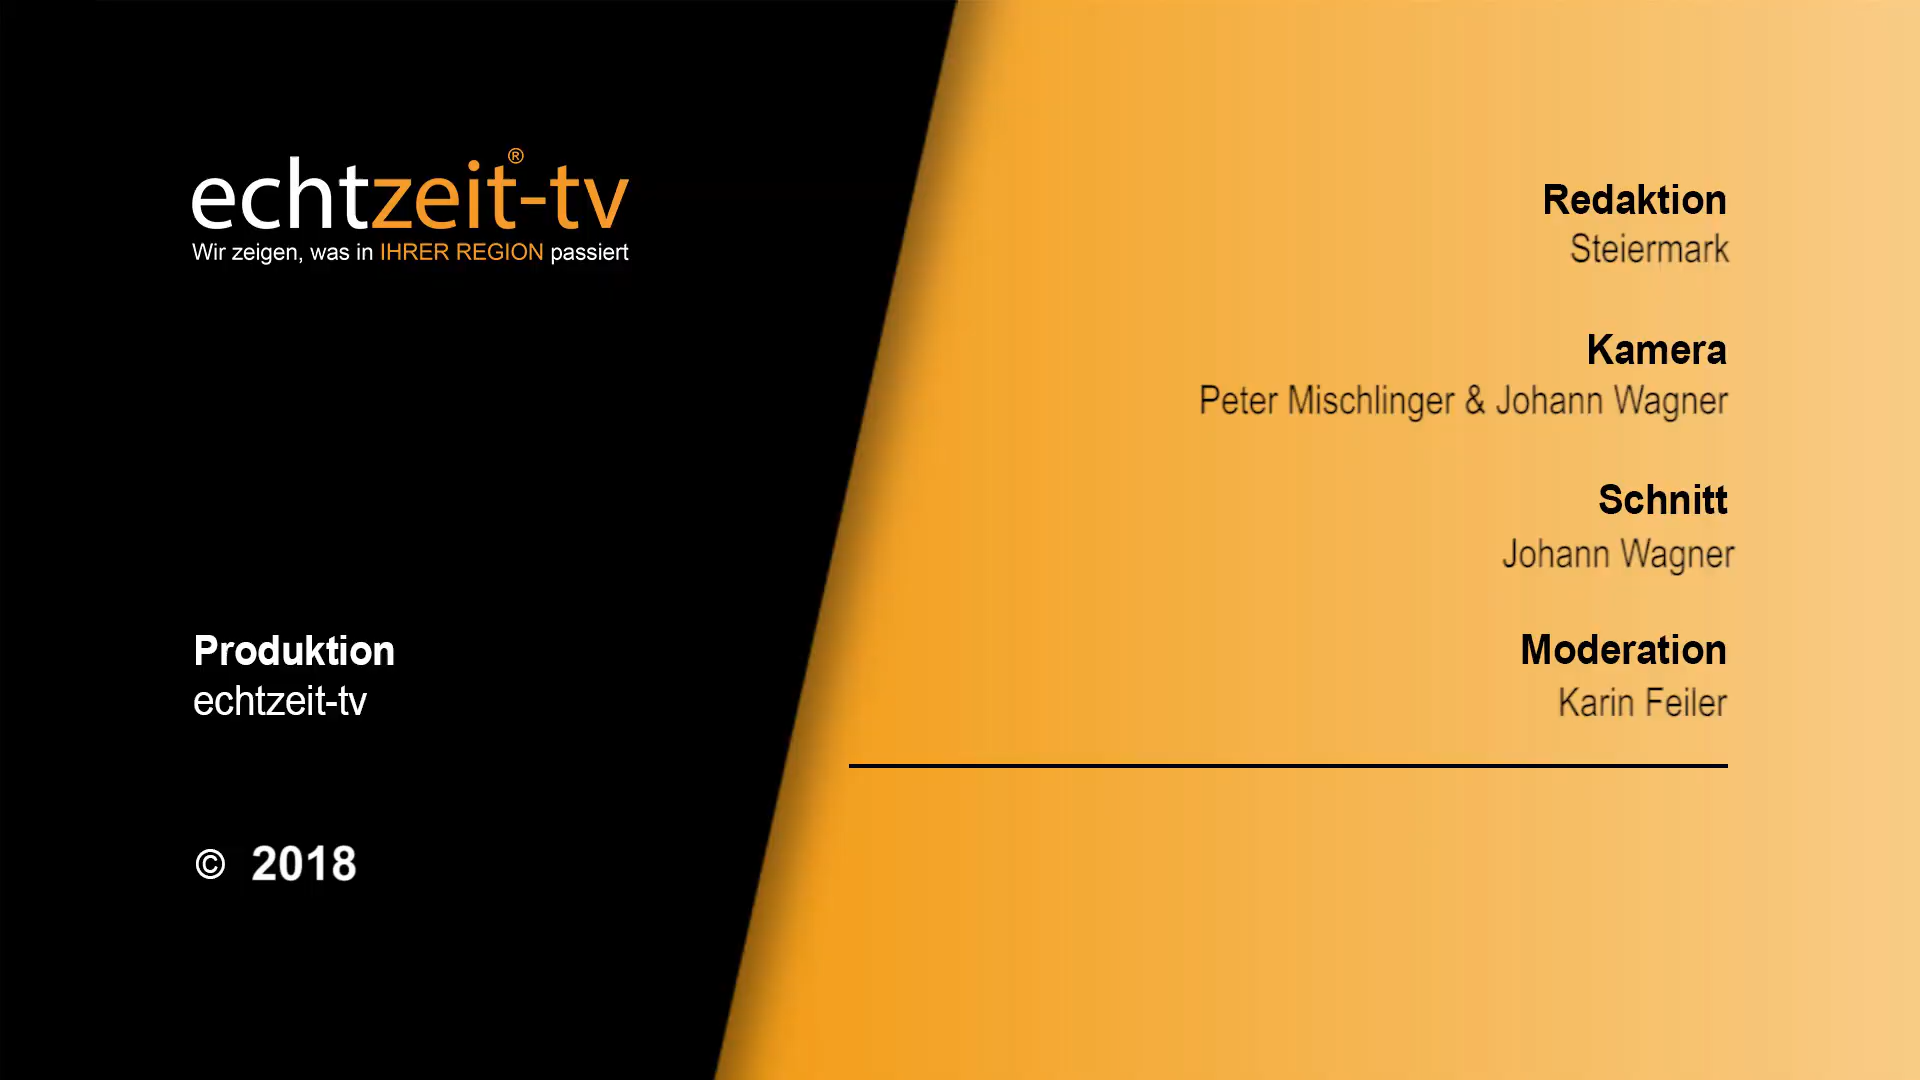 echtzeit-tv®
Wir zeigen, was in IHRER REGION passiert
Produktion
echtzeit-tv
© 2018
Redaktion
Steiermark
Kamera
Peter Mischlinger & Johann Wagner
Schnitt
Johann Wagner
Moderation
Karin Feiler